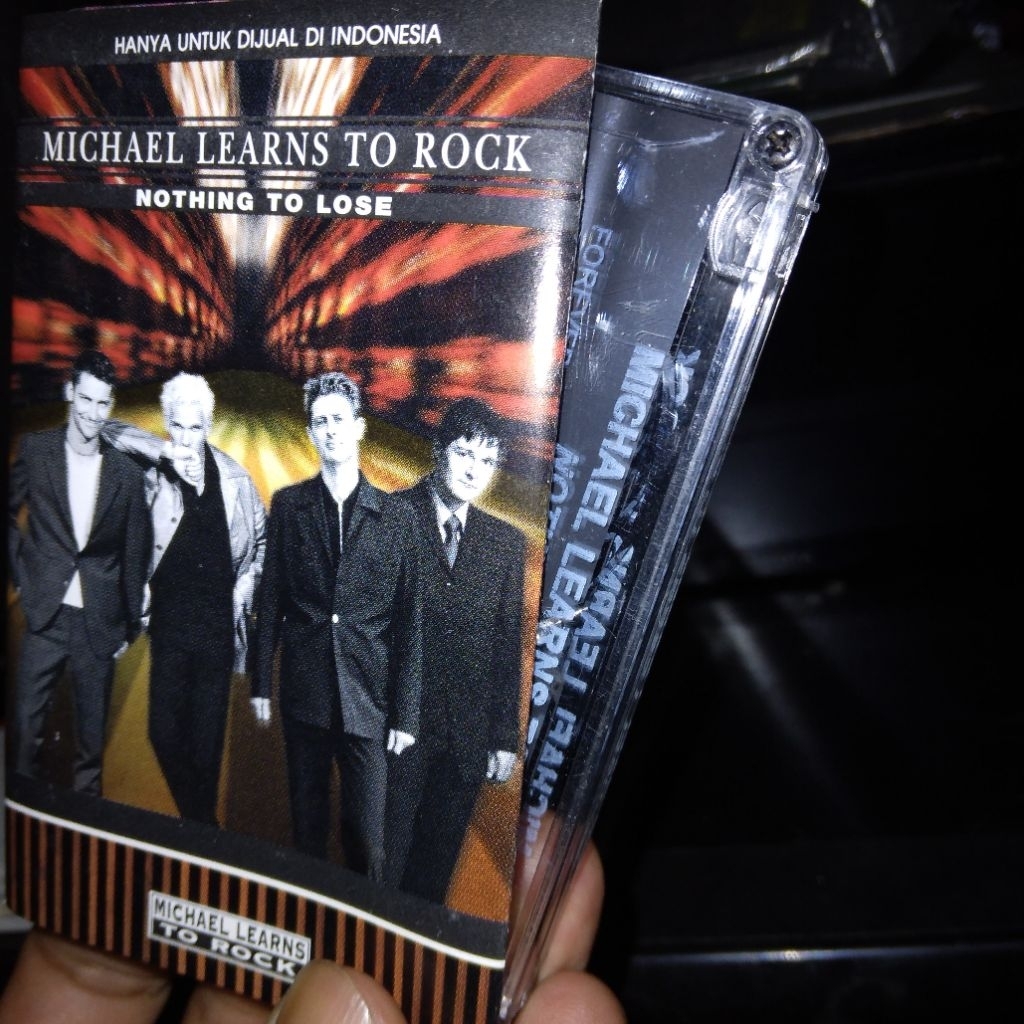 HANYA UNTUK DIJUAL DI INDONESIA
MICHAEL LEARNS TO ROCK
NOTHING TO LOSE
MICHAEL LEARNS
TO ROCK
MICHAEL LEARNS